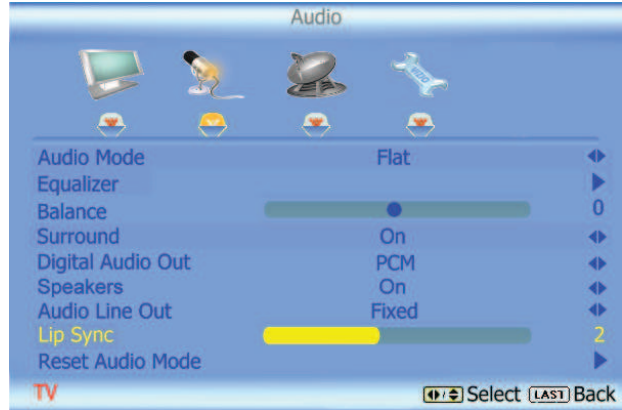 Audio
Audio Mode Flat
Equalizer
Balance 0
Surround On
Digital Audio Out PCM
Speakers On
Audio Line Out Fixed
Lip Sync 2
Reset Audio Mode
TV Select LAST Back